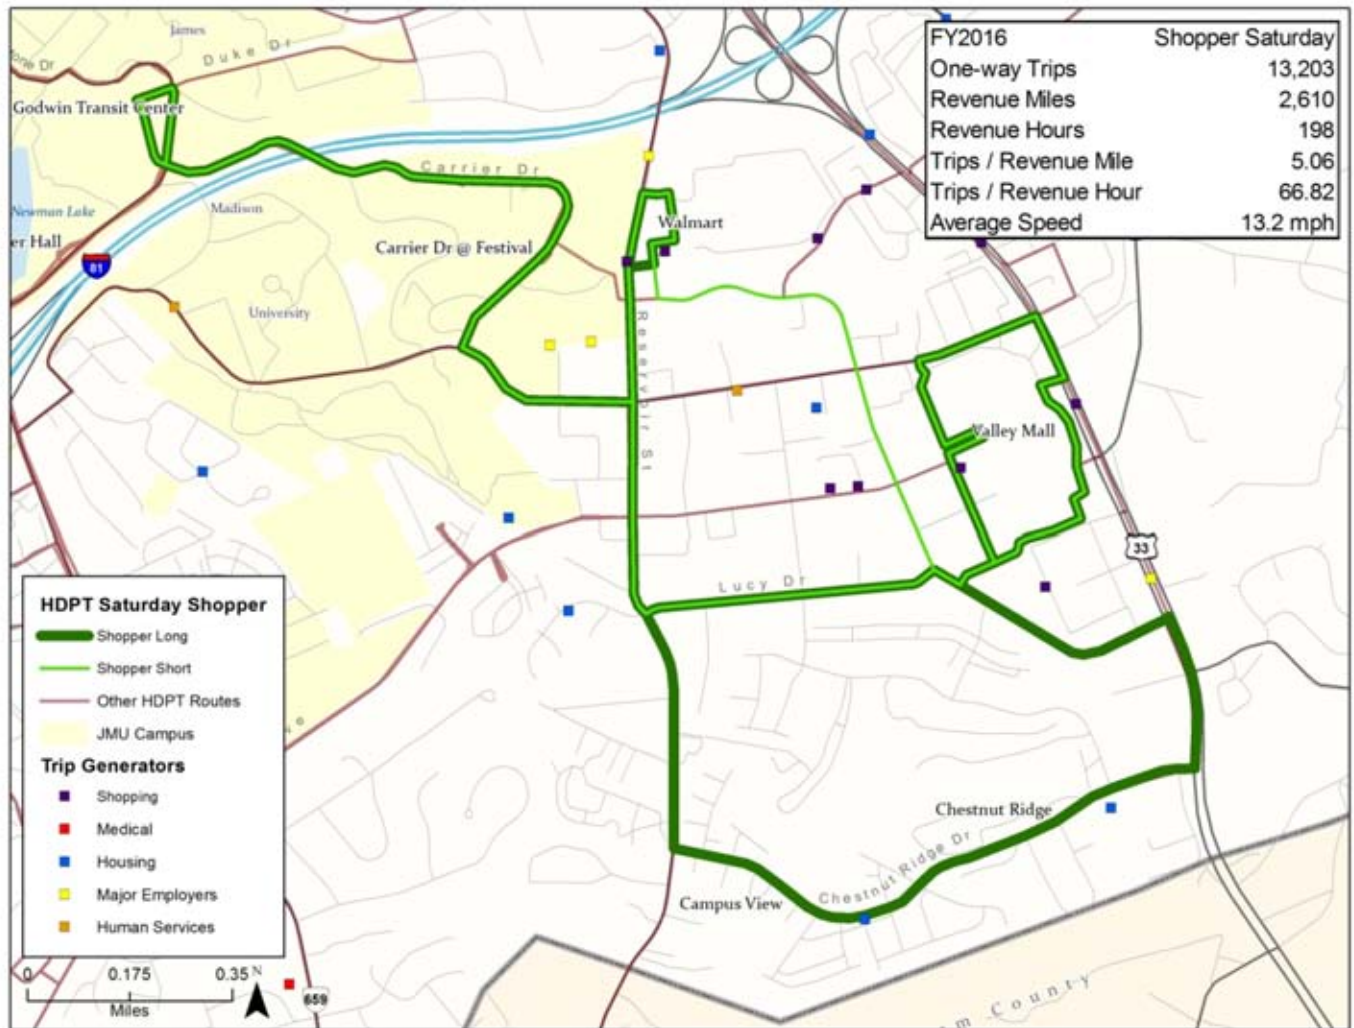 James
Duke Dr
one Dr
Godwin Transit Center
FY2016 Shopper Saturday
One-way Trips 13,203
Revenue Miles 2,610
Revenue Hours 198
Trips / Revenue Mile 5.06
Trips / Revenue Hour 66.82
Average Speed 13.2 mph
Carrier Dr
Newman Lake
Madison
Walmart
er Hall
Carrier Dr @ Festival
81
University
Reservoir St
Valley Mall
33
Lucy Dr
HDPT Saturday Shopper
Shopper Long
Shopper Short
Other HDPT Routes
JMU Campus
Trip Generators
Shopping
Medical
Housing
Major Employers
Human Services
Chestnut Ridge
Chestnut Ridge Dr
Campus View
0 0.175 0.35
Miles
N
659
m County